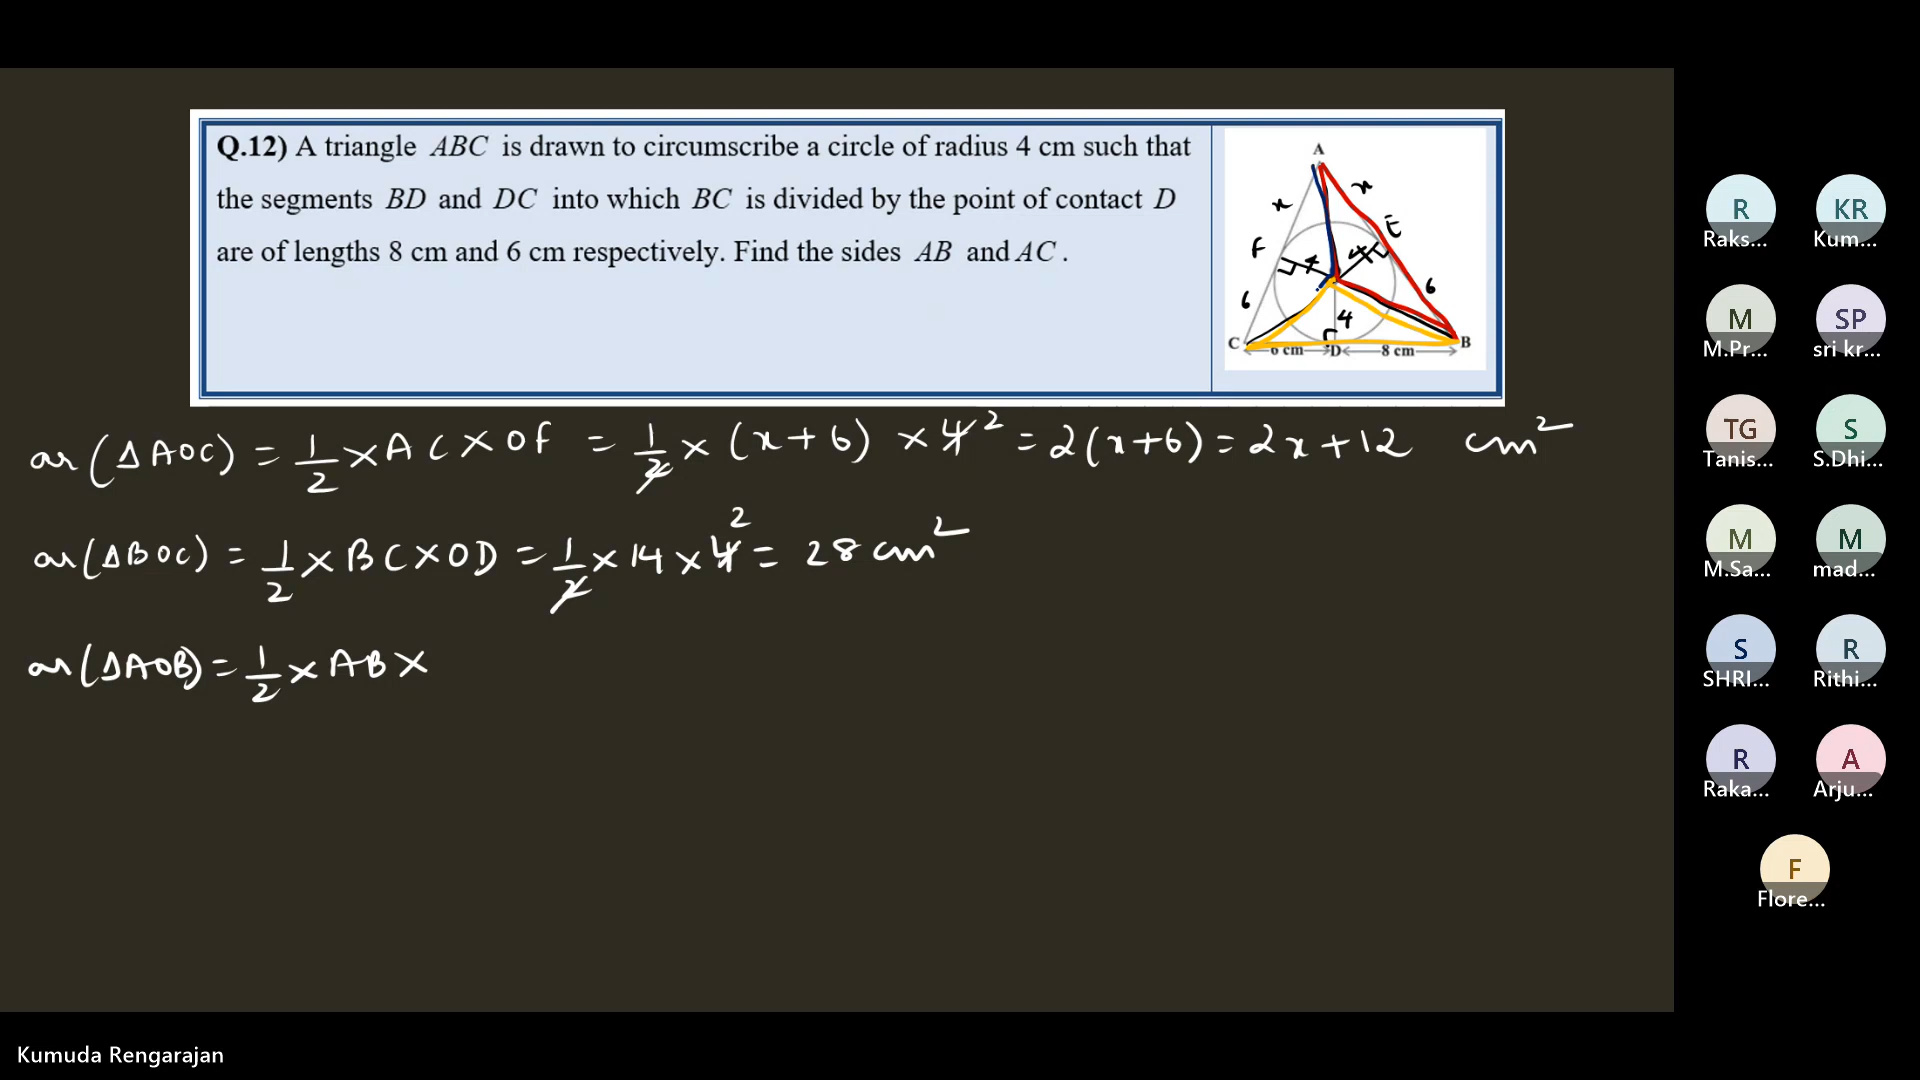 Q.12) A triangle ABC is drawn to circumscribe a circle of radius 4 cm such that
the segments BD and DC into which BC is divided by the point of contact D
are of lengths 8 cm and 6 cm respectively. Find the sides AB and AC .
A
x
x
F
E
4
4
6
6
4
C
B
6 cm
D
8 cm
ar(ΔAOC) = 1/2 × AC × OF = 1/2 × (x+6) × 4 2 = 2(x+6) = 2x+12 cm²
ar(ΔBOC) = 1/2 × BC × OD = 1/2 × 14 × 4 2 = 28 cm²
ar(ΔAOB) = 1/2 × AB ×
R
Raks...
KR
Kum...
M
M.Pr...
SP
sri kr...
TG
Tanis...
S
S.Dhi...
M
M.Sa...
M
mad...
S
SHRI...
R
Rithi...
R
Raka...
A
Arju...
F
Flore...
Kumuda Rengarajan